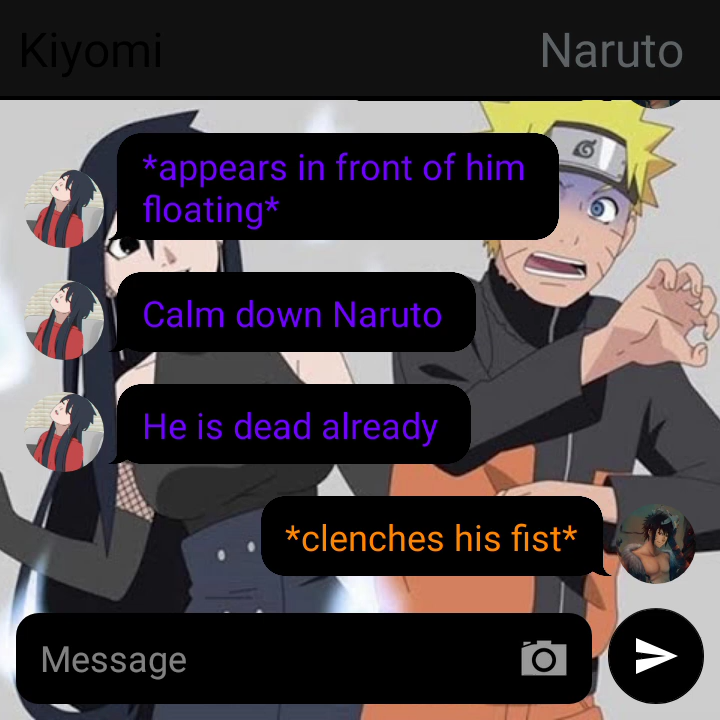 Kiyomi
Naruto
*appears in front of him
floating*
Calm down Naruto
He is dead already
*clenches his fist*
Message